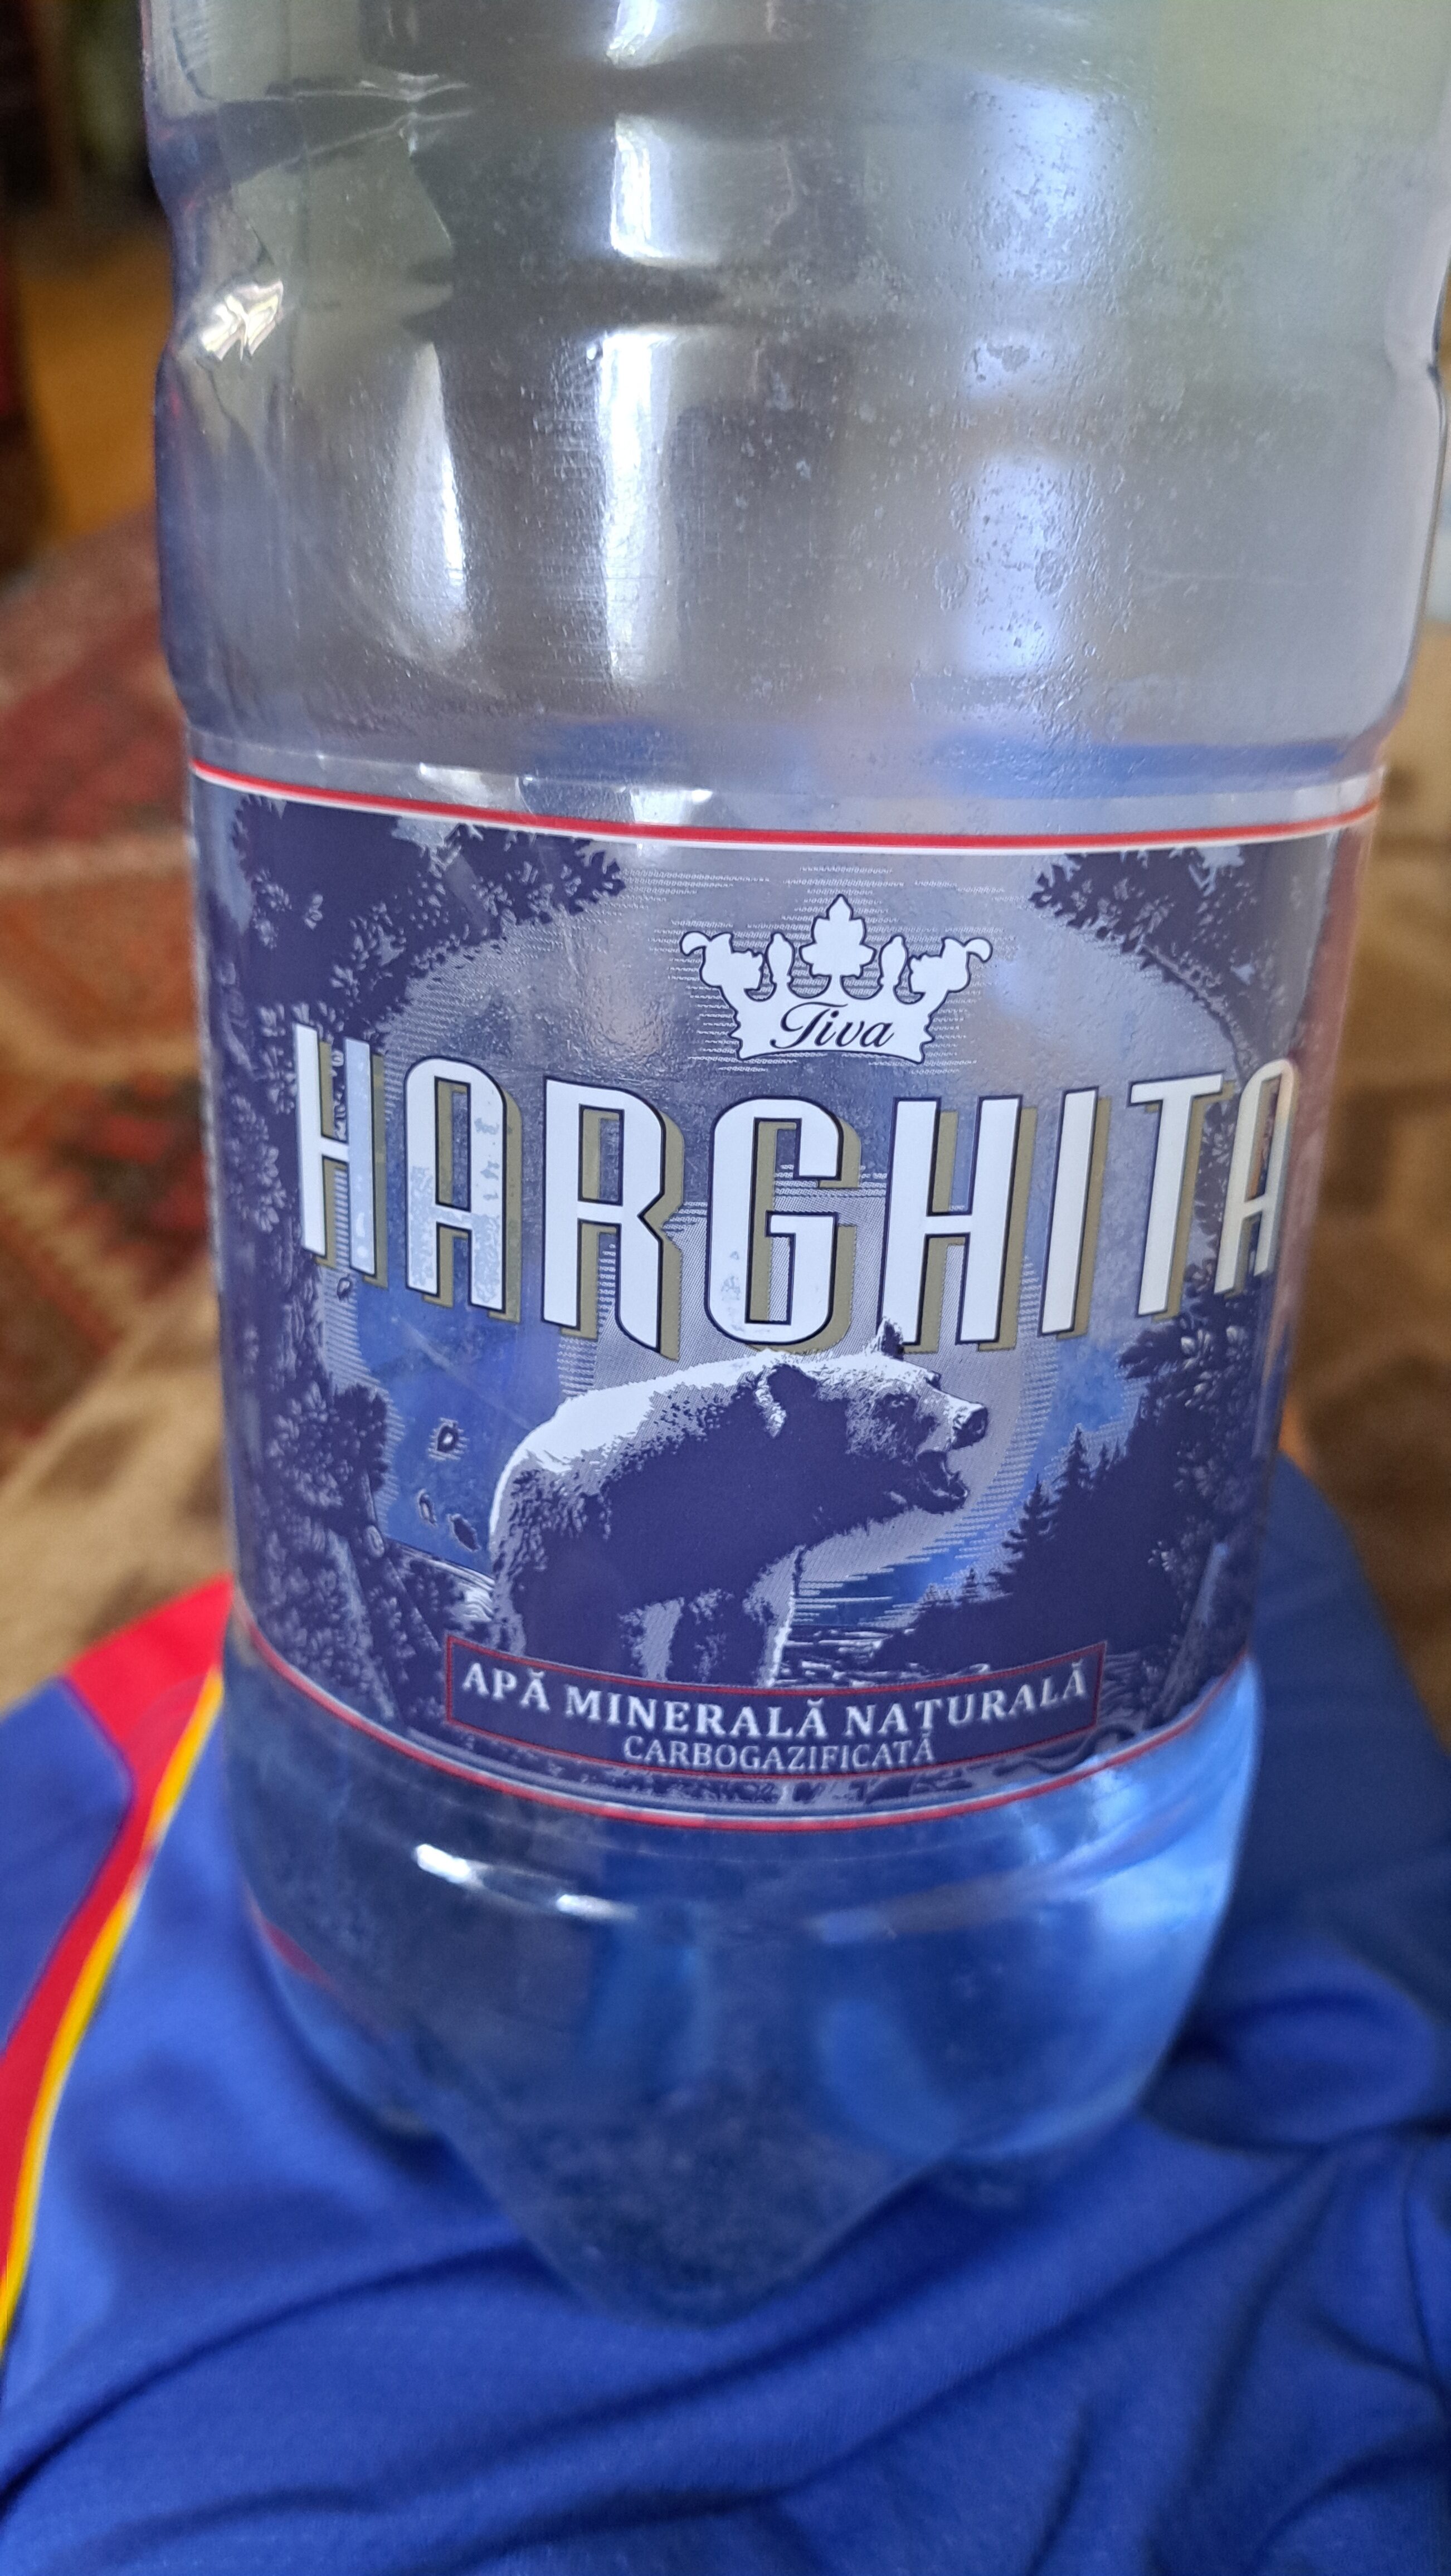 Tiva
HARGHITA
APĂ MINERALĂ NATURALĂ
CARBOGAZIFICATĂ